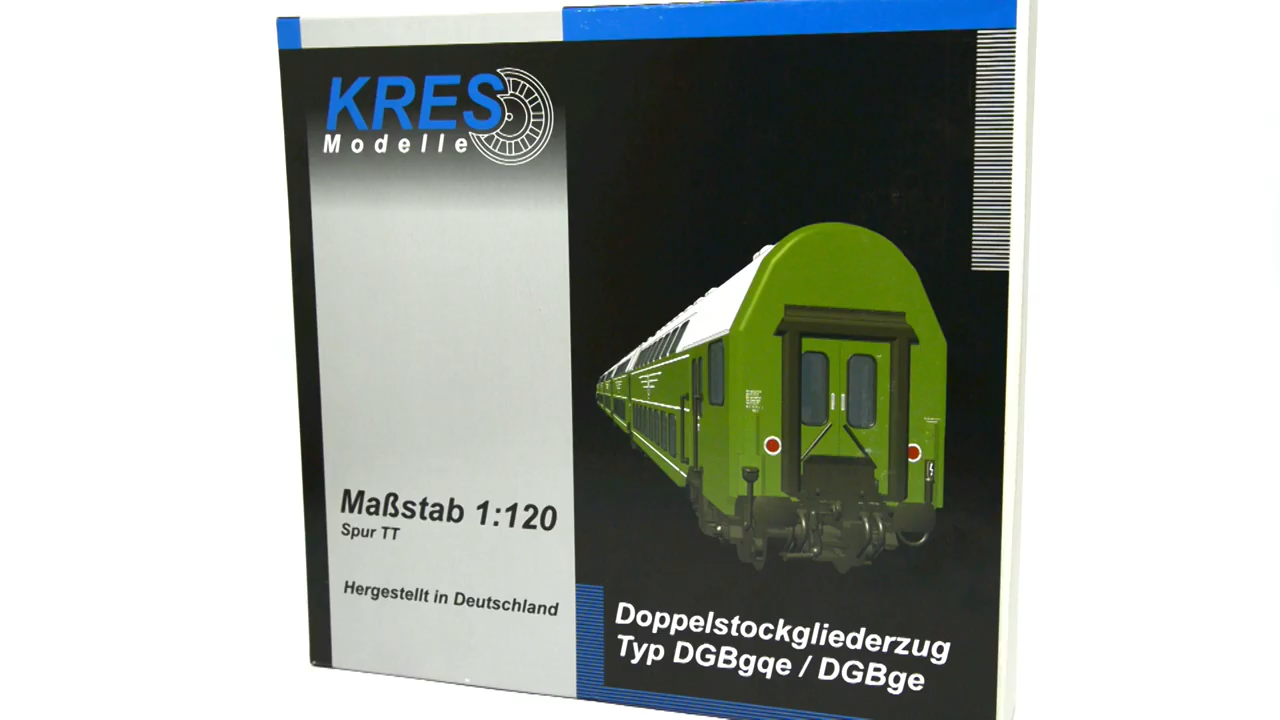 KRES
Modelle
Maßstab 1:120
Spur TT
Hergestellt in Deutschland
Doppelstockgliederzug
Typ DGBgqe / DGBge